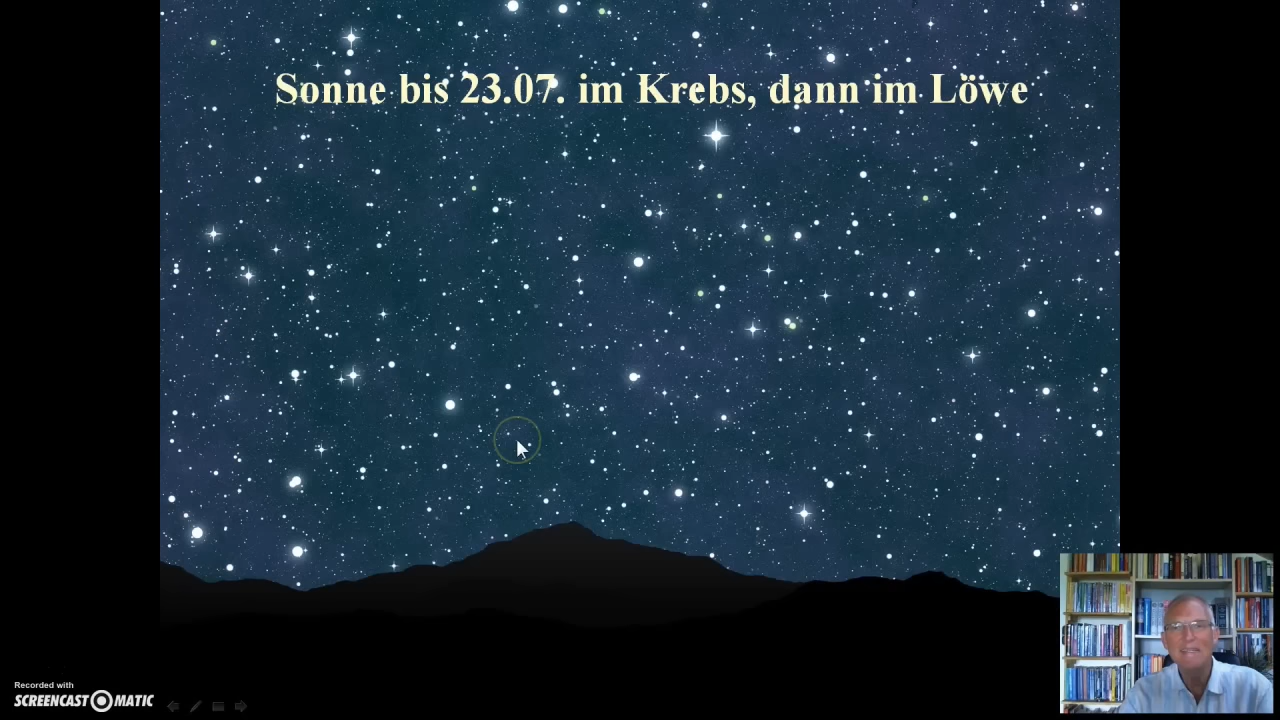 Sonne bis 23.07. im Krebs, dann im Löwe
Recorded with
SCREENCAST MATIC